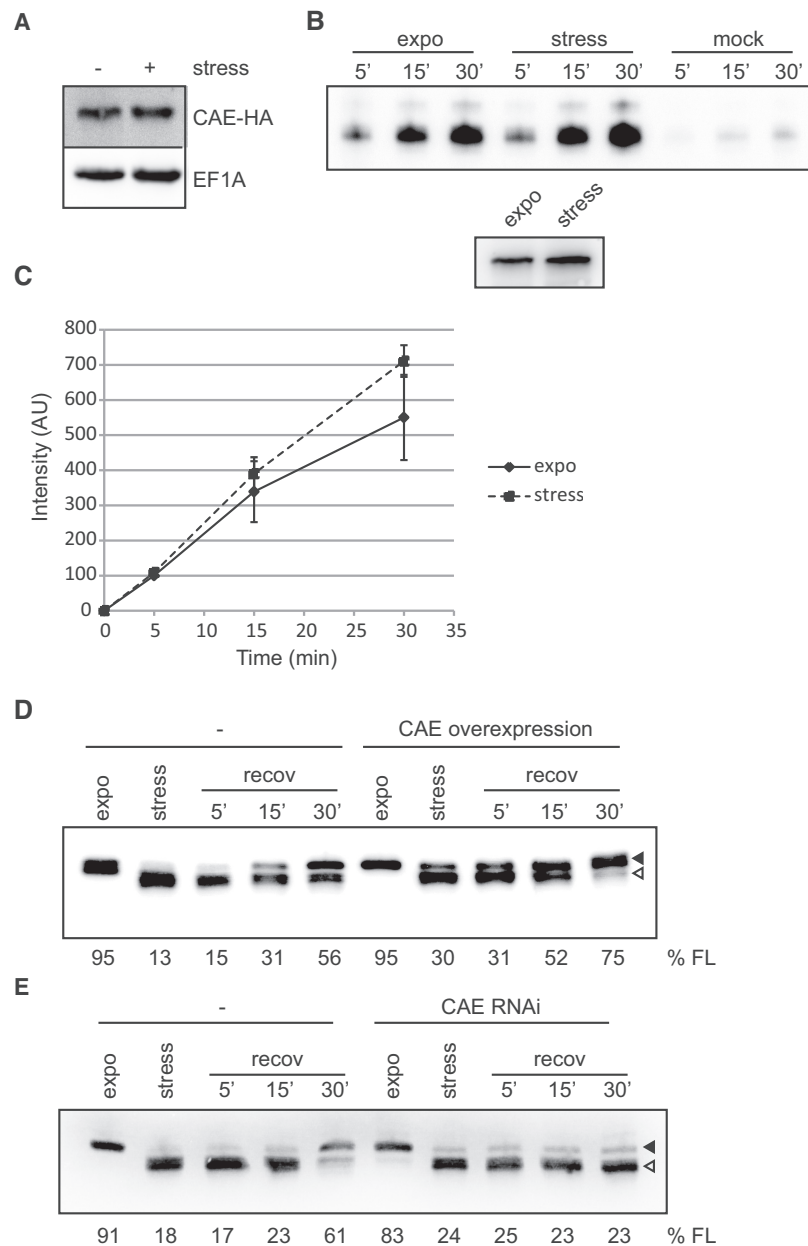 A
- + stress
CAE-HA
EF1A
B
expo stress mock
5’ 15’ 30’ 5’ 15’ 30’ 5’ 15’ 30’
expo stress
C
800
700
600
500
400
300
200
100
0
0 5 10 15 20 25 30 35
Intensity (AU)
Time (min)
expo
stress
D
- CAE overexpression
expo stress recov expo stress recov
5’ 15’ 30’ 5’ 15’ 30’
95 13 15 31 56 95 30 31 52 75 % FL
E
- CAE RNAi
expo stress recov expo stress recov
5’ 15’ 30’ 5’ 15’ 30’
91 18 17 23 61 83 24 25 23 23 % FL